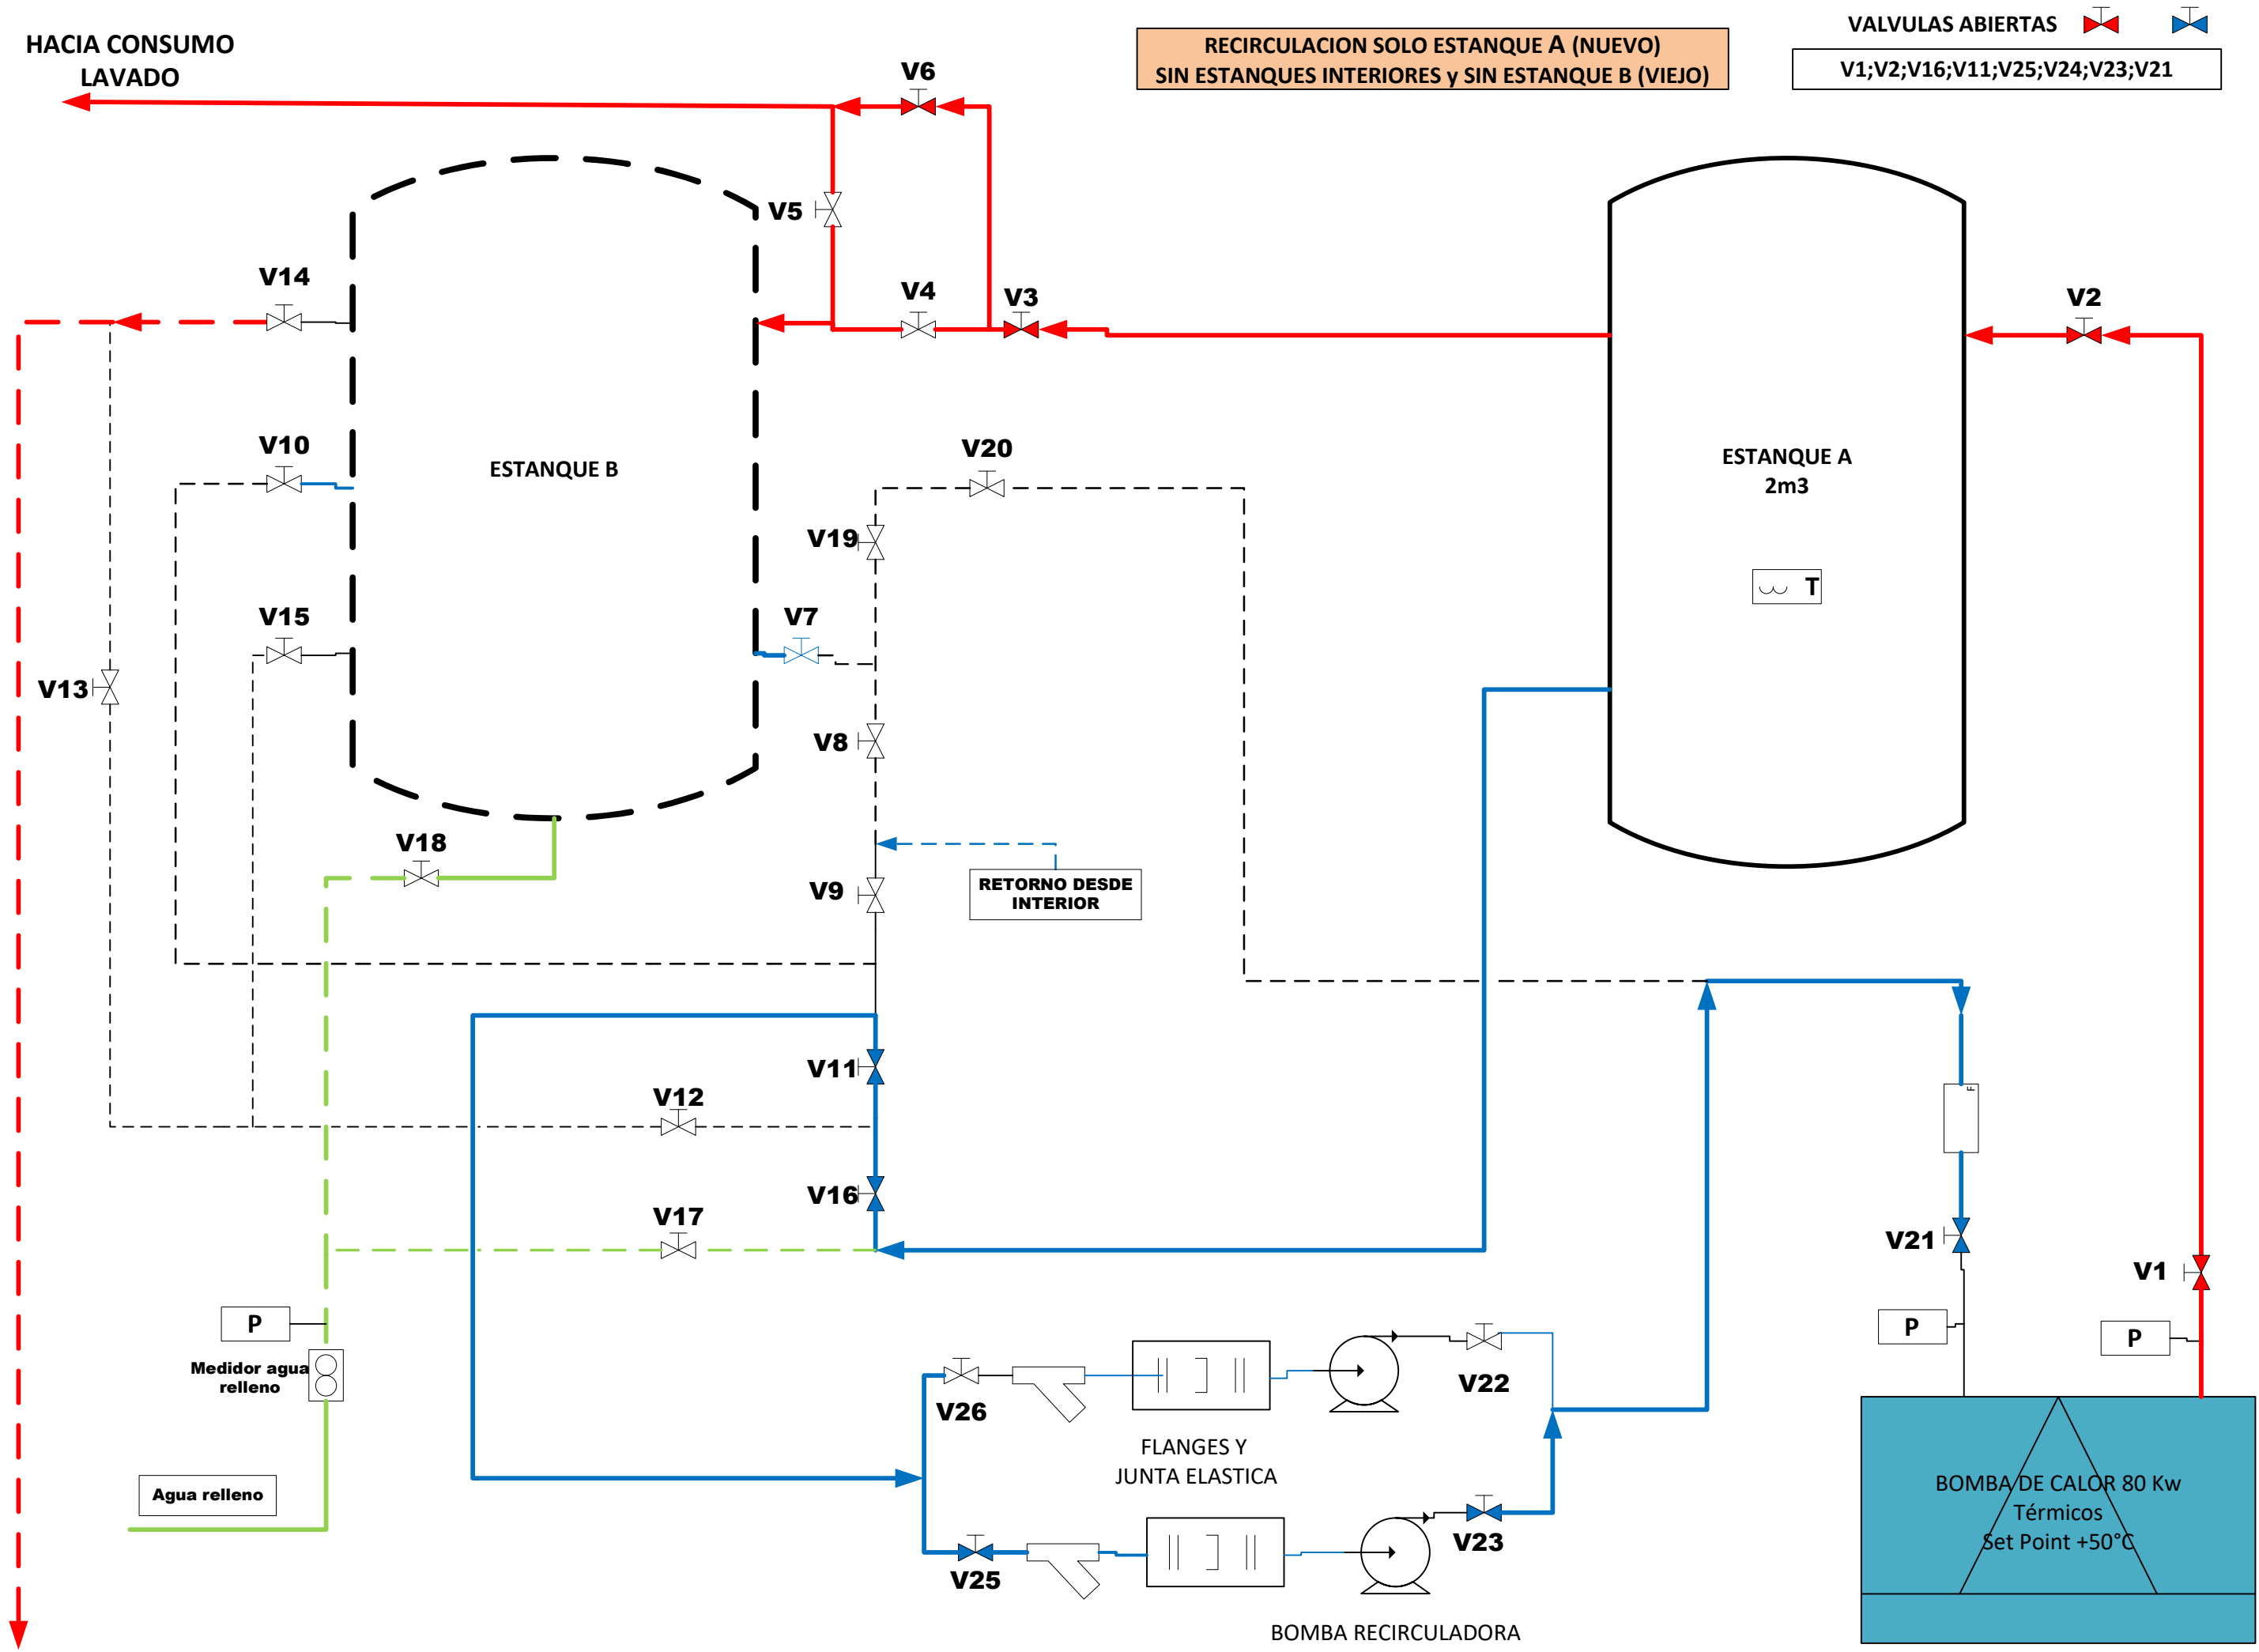 HACIA CONSUMO
LAVADO
RECIRCULACION SOLO ESTANQUE A (NUEVO)
SIN ESTANQUES INTERIORES y SIN ESTANQUE B (VIEJO)
VALVULAS ABIERTAS
V1;V2;V16;V11;V25;V24;V23;V21
V6
V5
V14
V4
V3
V2
V10
V20
ESTANQUE B
ESTANQUE A
2m3
V19
T
V15
V7
V13
V8
V18
V9
RETORNO DESDE
INTERIOR
V11
V12
F
V16
V17
V21
V1
P
P
P
Medidor agua
relleno
V22
V26
FLANGES Y
JUNTA ELASTICA
Agua relleno
BOMBA DE CALOR 80 Kw
Térmicos
Set Point +50°C
V23
V25
BOMBA RECIRCULADORA